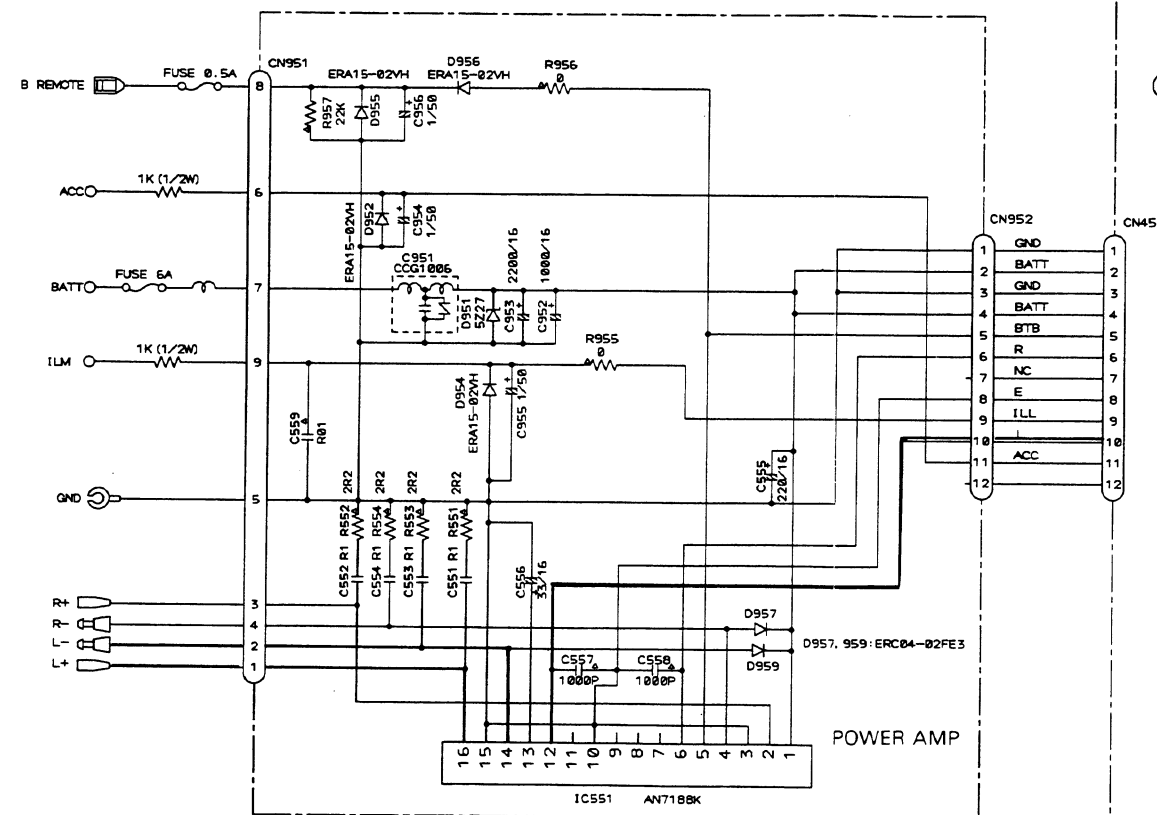 CN951
FUSE 0.5A
B REMOTE
8
ERA15-02VH
D956
ERA15-02VH
R956
0
R957
22K
D955
C956
1/50
ACC
1K (1/2W)
6
ERA15-02VH
D952
C954
1/50
CN952
CN45
BATT
FUSE 6A
7
C951
CCG1006
D951
5Z27
2200/16
C953
1000/16
C952
1 GND 1
2 BATT 2
3 GND 3
4 BATT 4
5 BTB 5
6 R 6
7 NC 7
8 E 8
9 ILL 9
10 L 10
11 ACC 11
12 12
ILM
1K (1/2W)
9
R955
0
D954
ERA15-02VH
C955 1/50
C559
R01
C555
220/16
GND
5
2R2
2R2
2R2
2R2
C552 R1 R552
C554 R1 R554
C553 R1 R553
C551 R1 R551
C556
33/16
R+
3
R-
4
L-
2
L+
1
D957
D957, 959:ERC04-02FE3
D959
C557
1000P
C558
1000P
POWER AMP
16 15 14 13 12 11 10 9 8 7 6 5 4 3 2 1
IC551 AN7188K